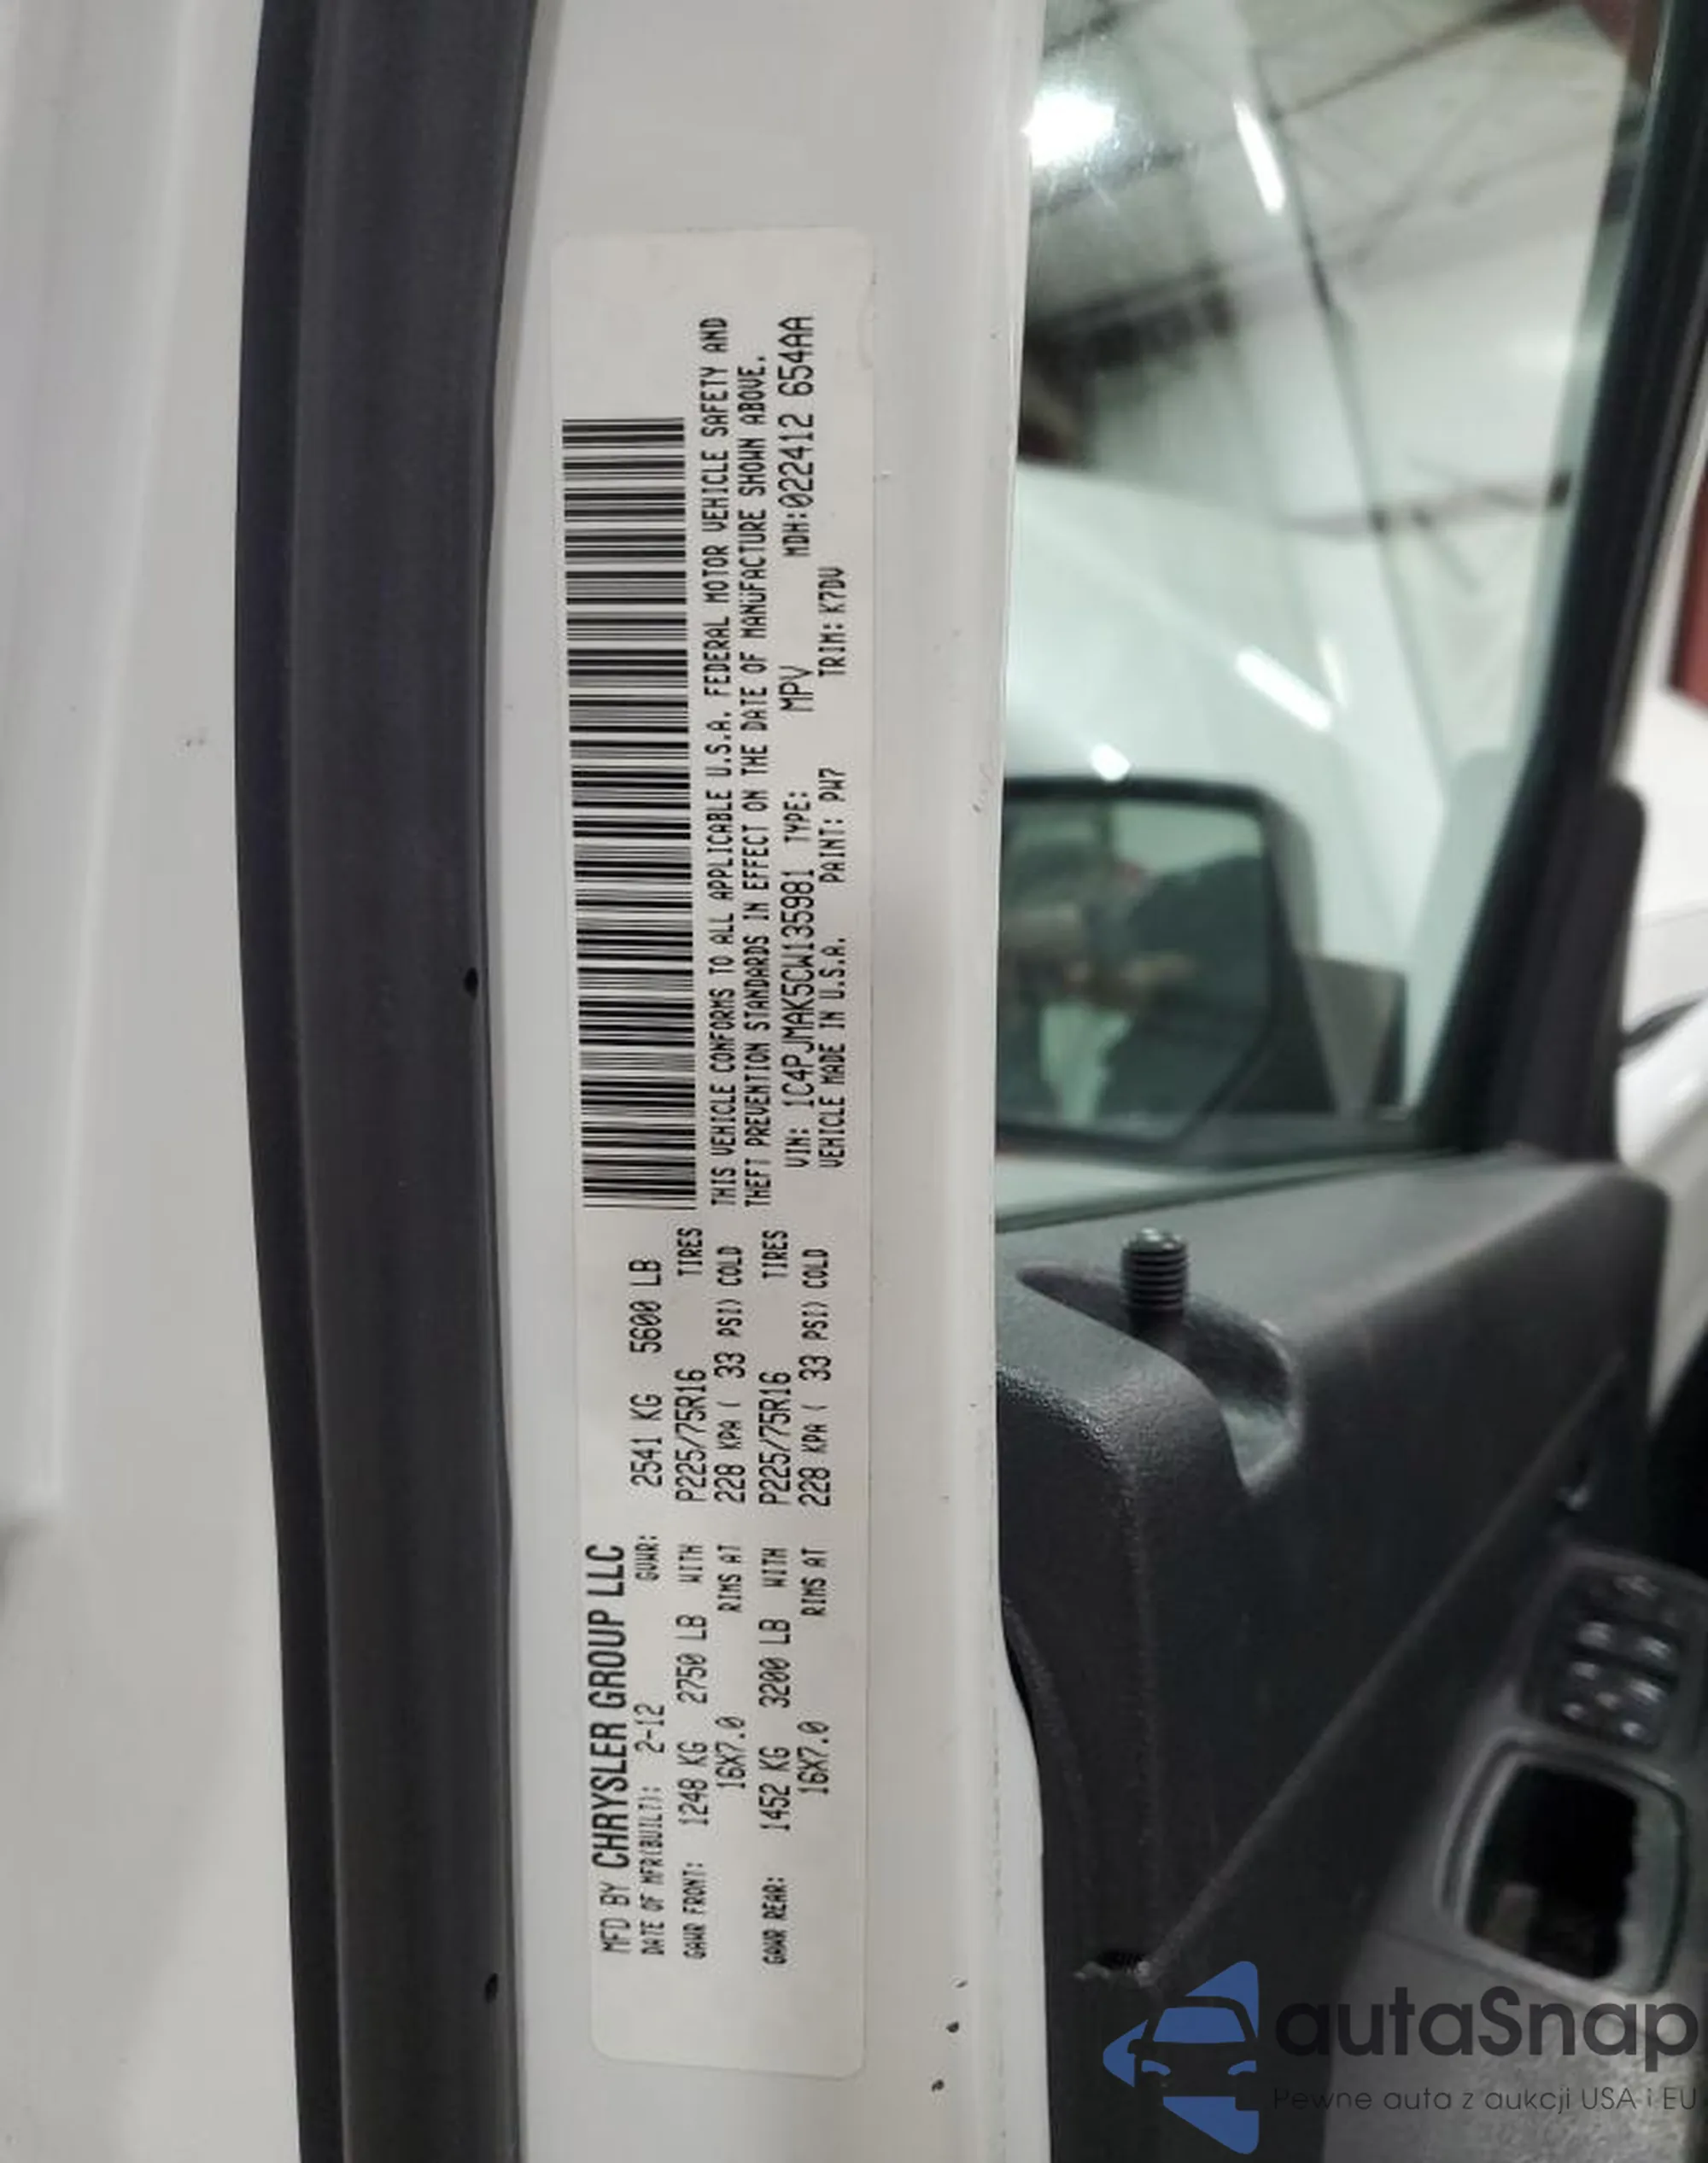 MFD BY CHRYSLER GROUP LLC
DATE OF MFR(BUILT): 2-12 GVWR: 2541 KG 5600 LB
GAWR FRONT: 1248 KG 2750 LB WITH P225/75R16 TIRES
16X7.0 RIMS AT 228 KPA ( 33 PSI) COLD
GAWR REAR: 1452 KG 3200 LB WITH P225/75R16 TIRES
16X7.0 RIMS AT 228 KPA ( 33 PSI) COLD
THIS VEHICLE CONFORMS TO ALL APPLICABLE U.S.A. FEDERAL MOTOR VEHICLE SAFETY AND
THEFT PREVENTION STANDARDS IN EFFECT ON THE DATE OF MANUFACTURE SHOWN ABOVE.
VIN: 1C4PJMAK5CW135981 TYPE: MPV MDH:022412 654AA
VEHICLE MADE IN U.S.A. PAINT: PW7 TRIM: K7DV
autaSnap
Pewne auta z aukcji USA i EU